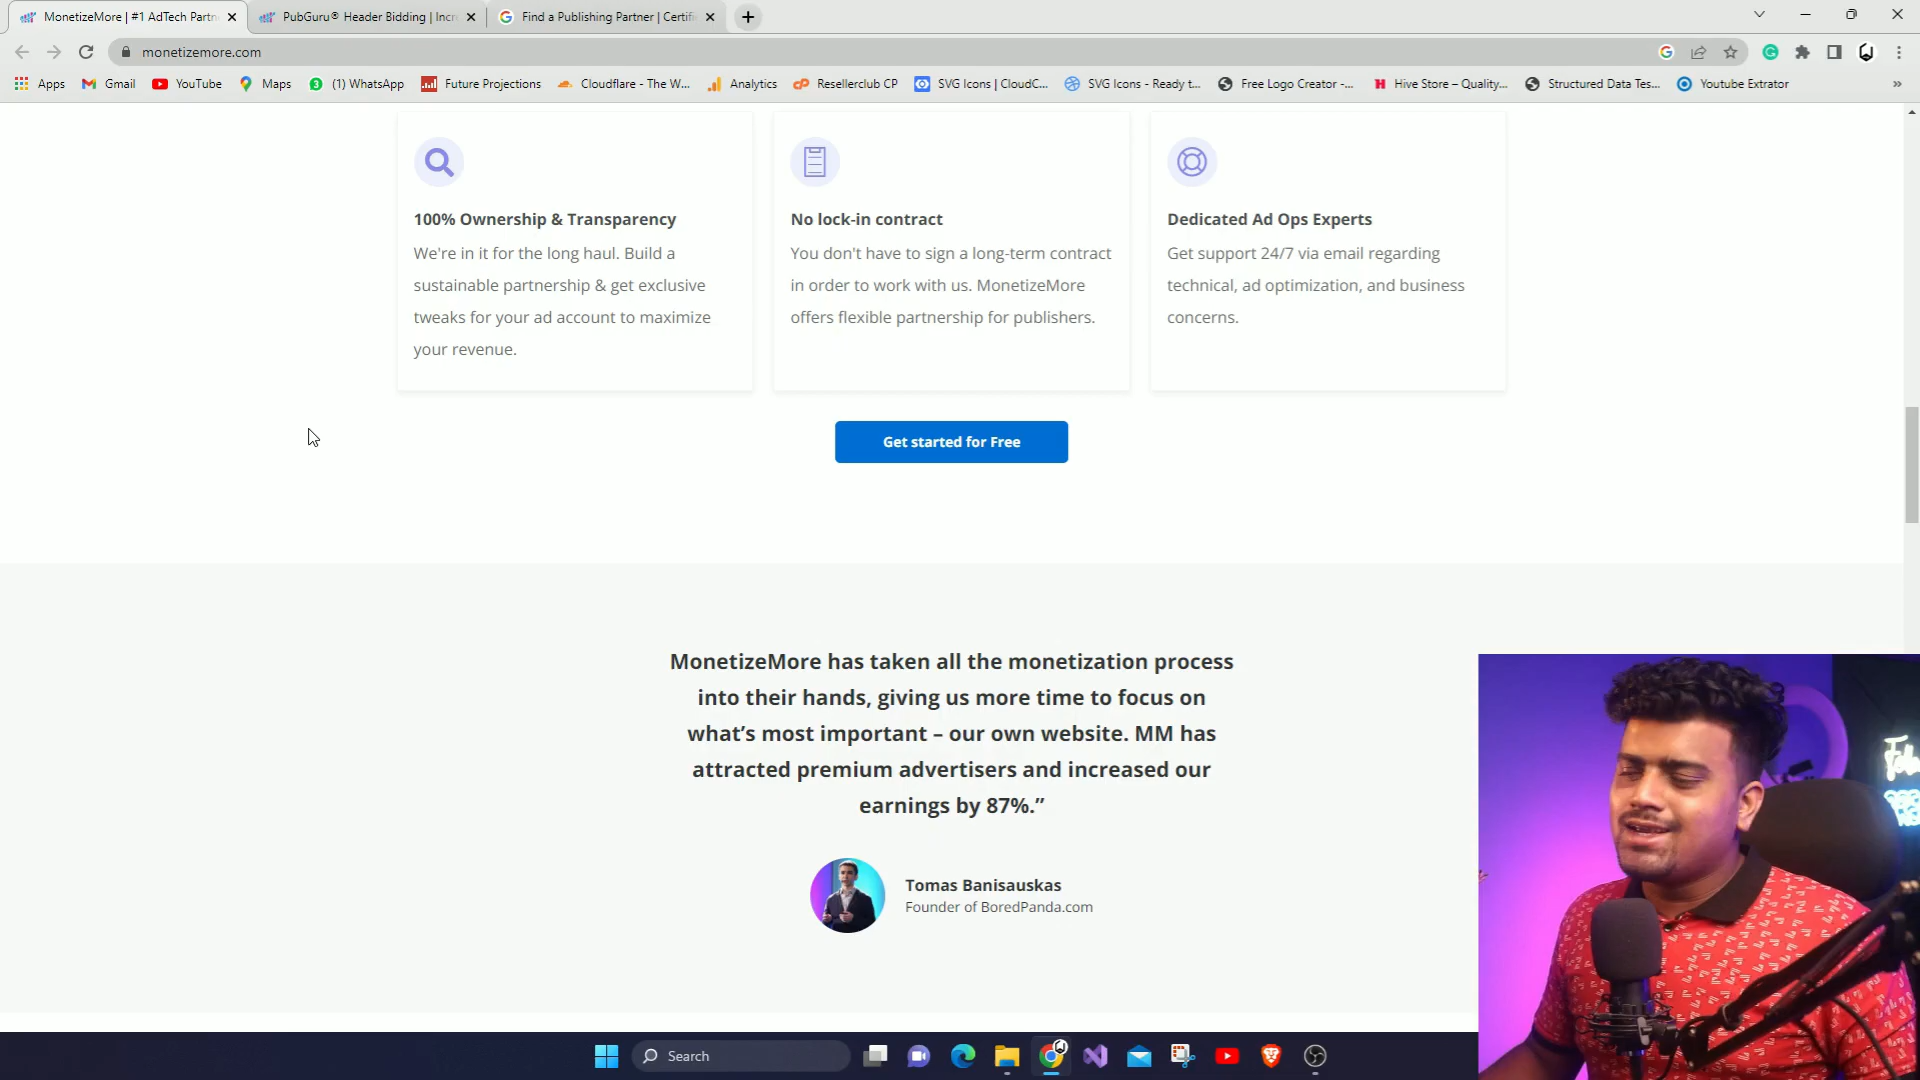 MonetizeMore | #1 AdTech Partn
PubGuru® Header Bidding | Incr
Find a Publishing Partner | Certifi
monetizemore.com
Apps
Gmail
YouTube
Maps
(1) WhatsApp
Future Projections
Cloudflare - The W...
Analytics
Resellerclub CP
SVG Icons | CloudC...
SVG Icons - Ready t...
Free Logo Creator -...
Hive Store – Quality...
Structured Data Tes...
Youtube Extrator
100% Ownership & Transparency
We're in it for the long haul. Build a
sustainable partnership & get exclusive
tweaks for your ad account to maximize
your revenue.
No lock-in contract
You don't have to sign a long-term contract
in order to work with us. MonetizeMore
offers flexible partnership for publishers.
Dedicated Ad Ops Experts
Get support 24/7 via email regarding
technical, ad optimization, and business
concerns.
Get started for Free
MonetizeMore has taken all the monetization process
into their hands, giving us more time to focus on
what’s most important – our own website. MM has
attracted premium advertisers and increased our
earnings by 87%.”
Tomas Banisauskas
Founder of BoredPanda.com
Search